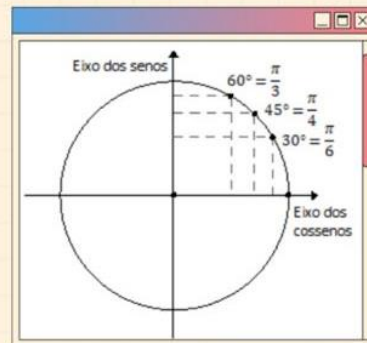 Eixo dos senos
60° = π/3
45° = π/4
30° = π/6
Eixo dos
cossenos